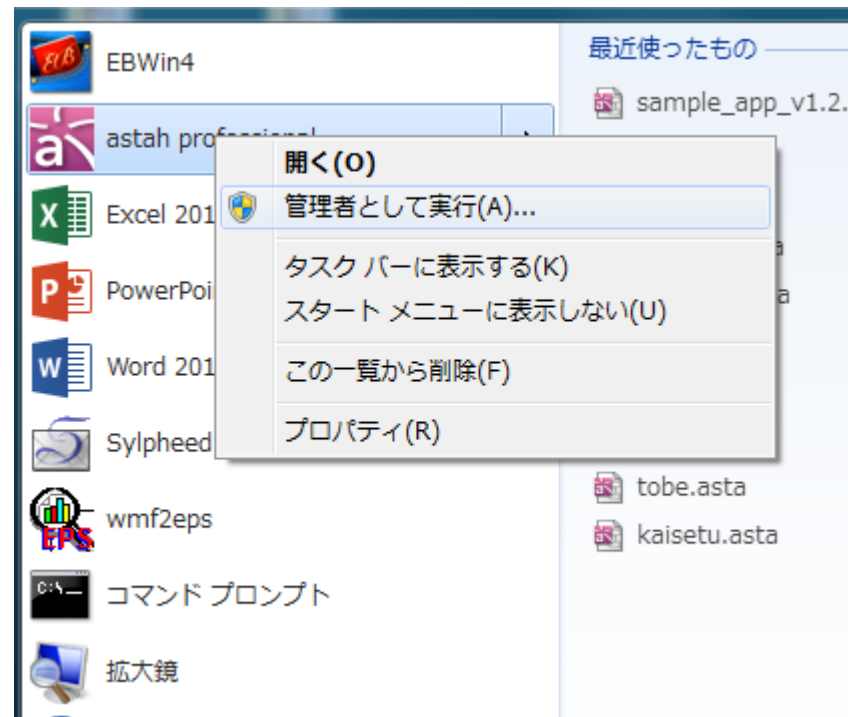 EBWin4
astah professional
Excel 201
PowerPoi
Word 201
Sylpheed
wmf2eps
コマンド プロンプト
拡大鏡
開く(O)
管理者として実行(A)...
タスク バーに表示する(K)
スタート メニューに表示しない(U)
この一覧から削除(F)
プロパティ(R)
最近使ったもの
sample_app_v1.2.
a
a
tobe.asta
kaisetu.asta